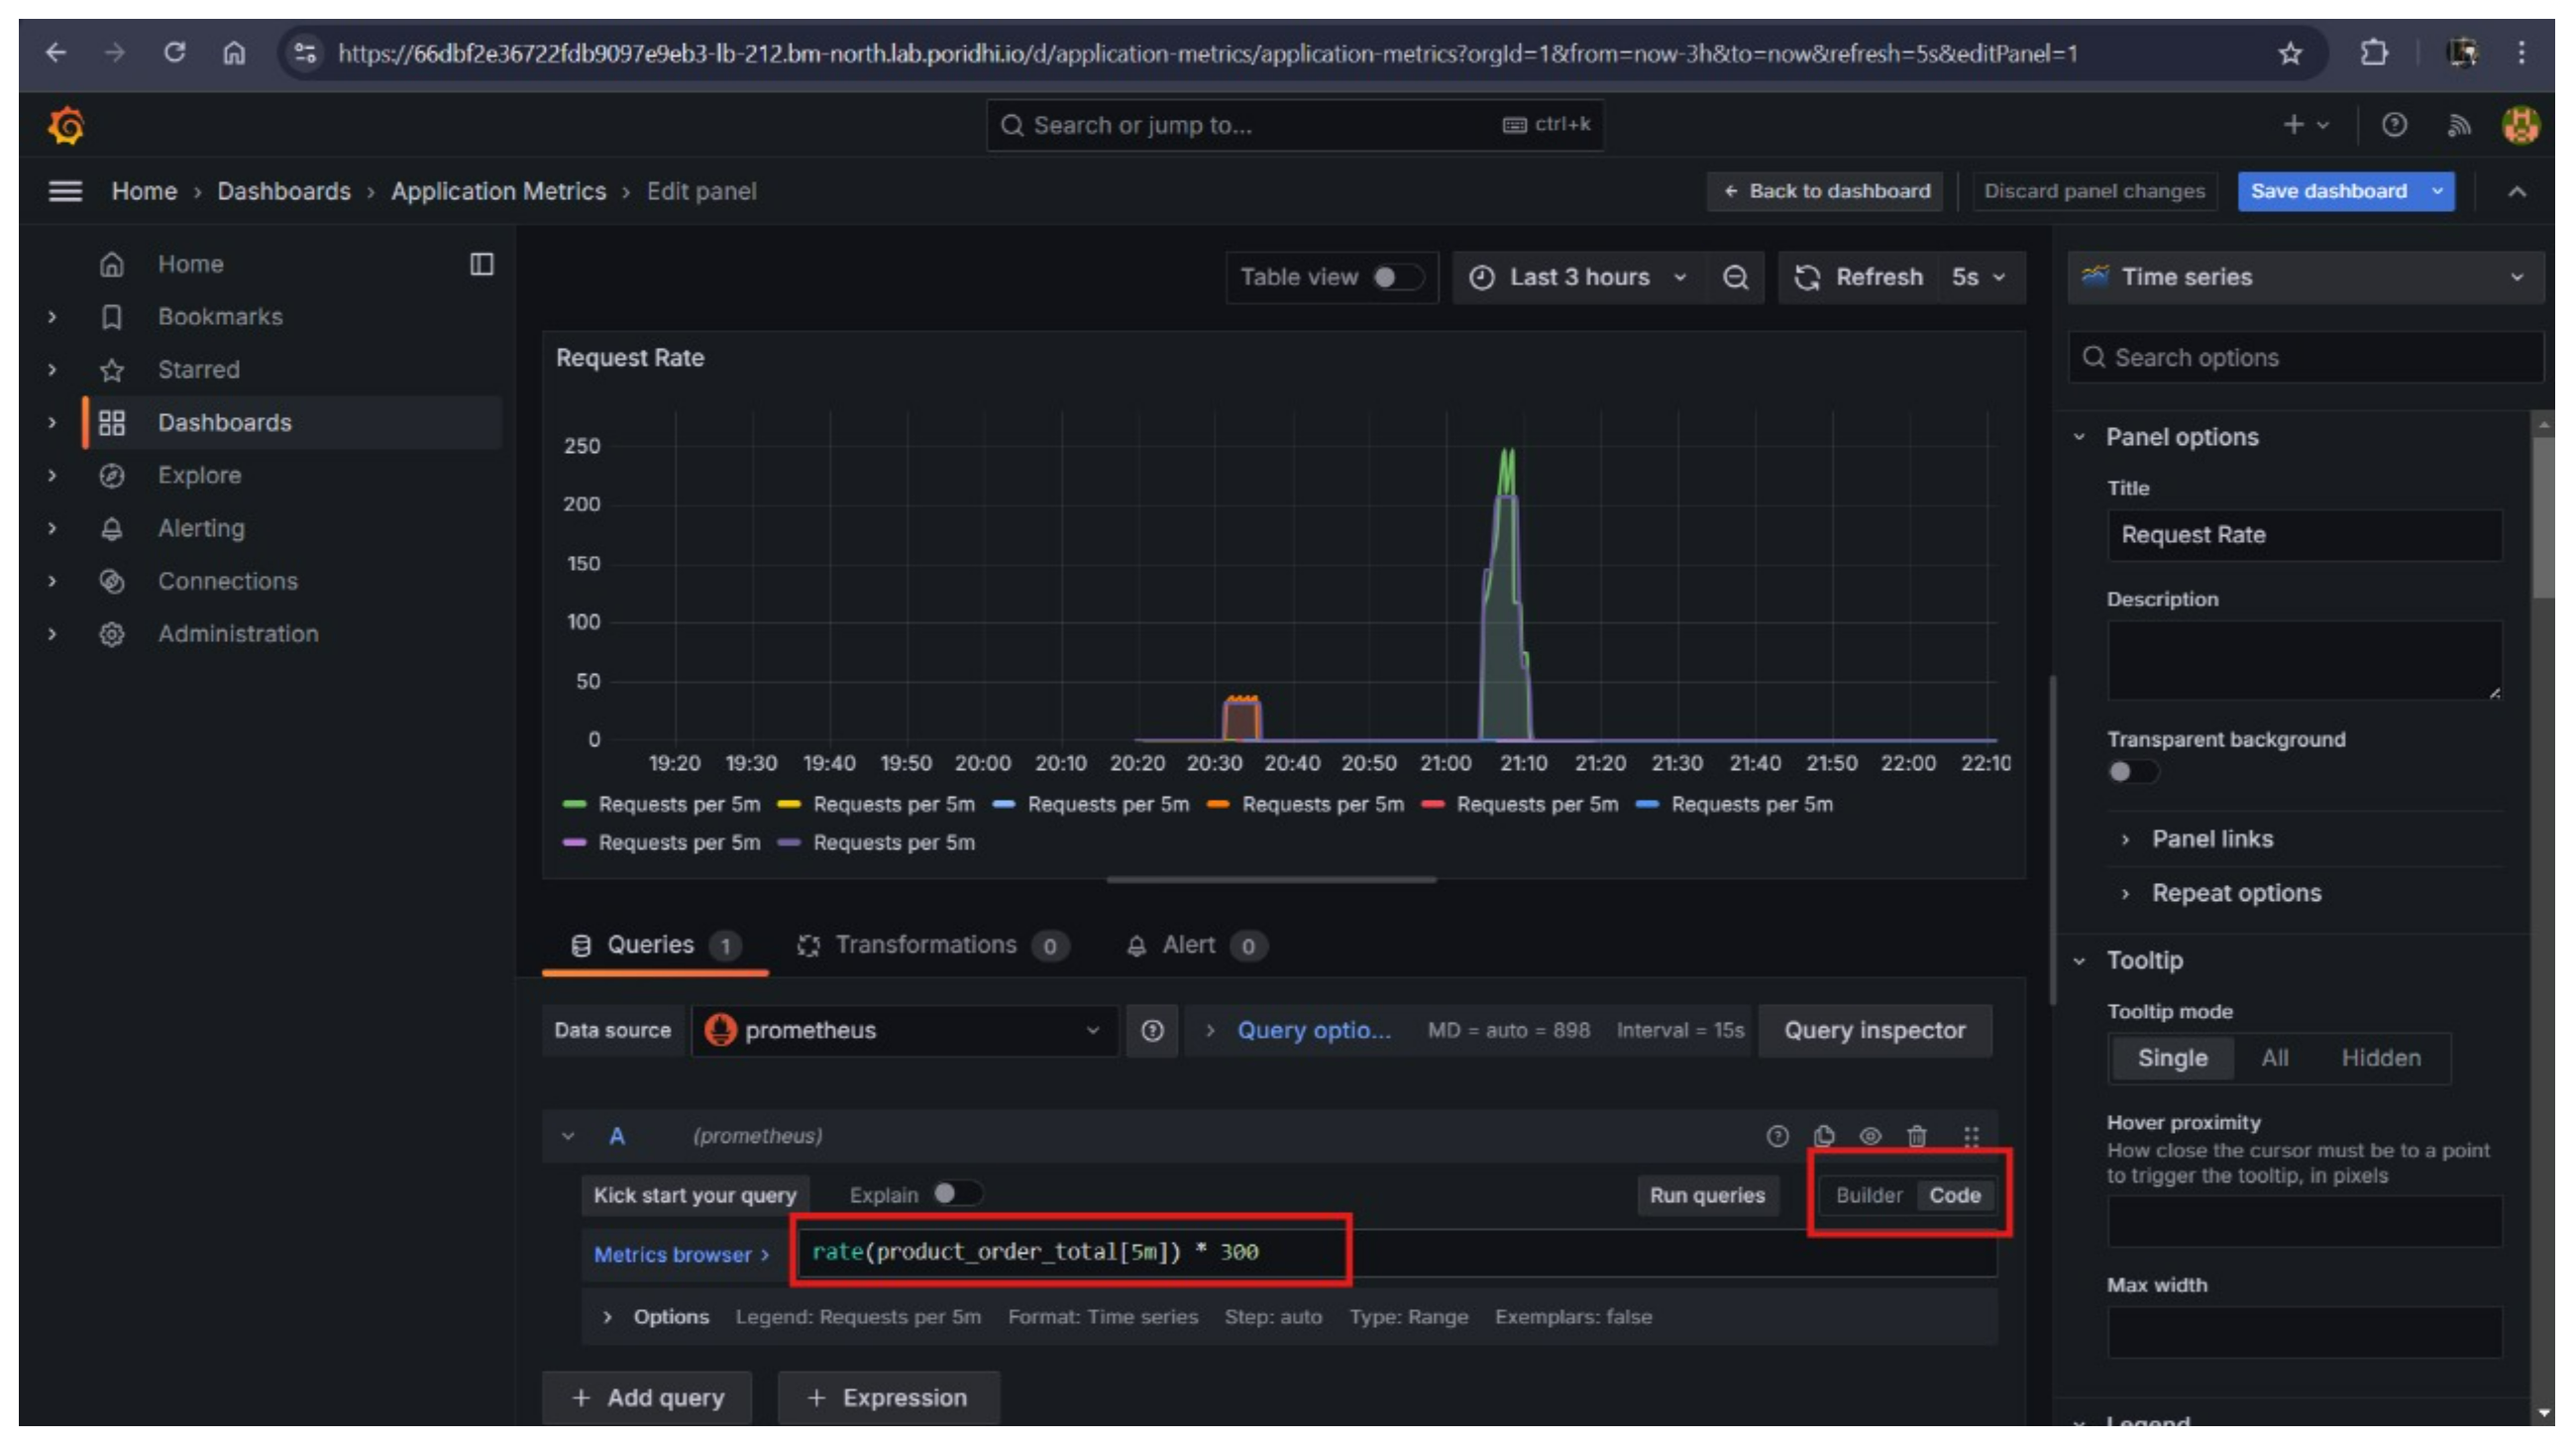 https://66dbf2e36722fdb9097e9eb3-lb-212.bm-north.lab.poridhi.io/d/application-metrics/application-metrics?orgId=1&from=now-3h&to=now&refresh=5s&editPanel=1
Search or jump to... ctrl+k
Home › Dashboards › Application Metrics › Edit panel
← Back to dashboard
Discard panel changes
Save dashboard
Home
Bookmarks
Starred
Dashboards
Explore
Alerting
Connections
Administration
Table view
Last 3 hours
Refresh 5s
Request Rate
250
200
150
100
50
0
19:20 19:30 19:40 19:50 20:00 20:10 20:20 20:30 20:40 20:50 21:00 21:10 21:20 21:30 21:40 21:50 22:00 22:10
Requests per 5m Requests per 5m Requests per 5m Requests per 5m Requests per 5m Requests per 5m
Requests per 5m Requests per 5m
Queries 1 Transformations 0 Alert 0
Data source prometheus Query optio... MD = auto = 898 Interval = 15s Query inspector
A (prometheus)
Kick start your query Explain Run queries Builder Code
Metrics browser > rate(product_order_total[5m]) * 300
Options Legend: Requests per 5m Format: Time series Step: auto Type: Range Exemplars: false
+ Add query + Expression
Time series
Search options
Panel options
Title
Request Rate
Description
Transparent background
Panel links
Repeat options
Tooltip
Tooltip mode
Single All Hidden
Hover proximity
How close the cursor must be to a point
to trigger the tooltip, in pixels
Max width
Legend